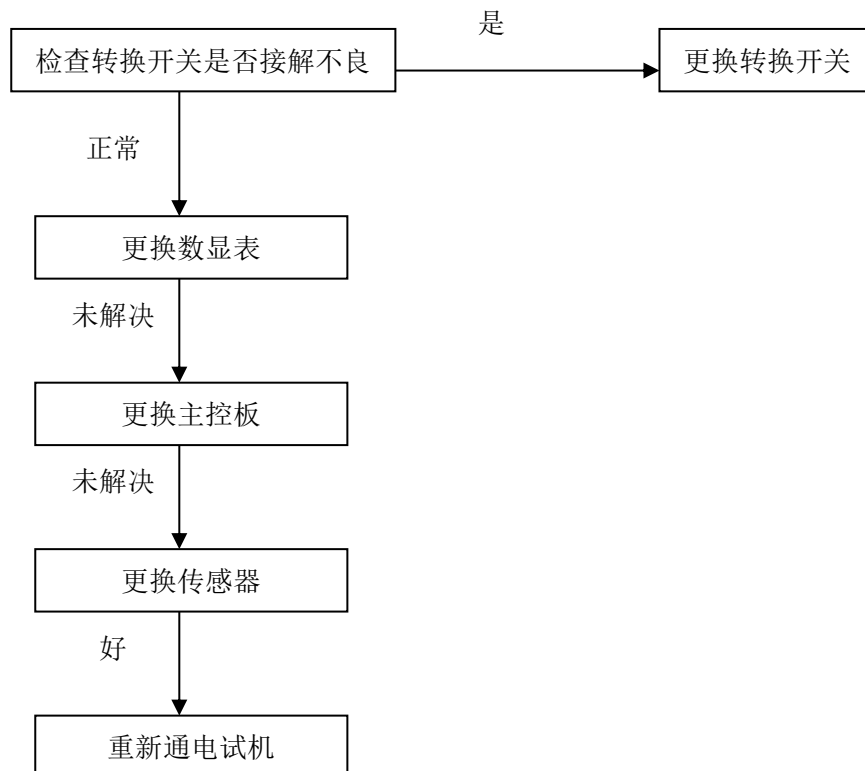 是
检查转换开关是否接解不良
更换转换开关
正常
更换数显表
未解决
更换主控板
未解决
更换传感器
好
重新通电试机